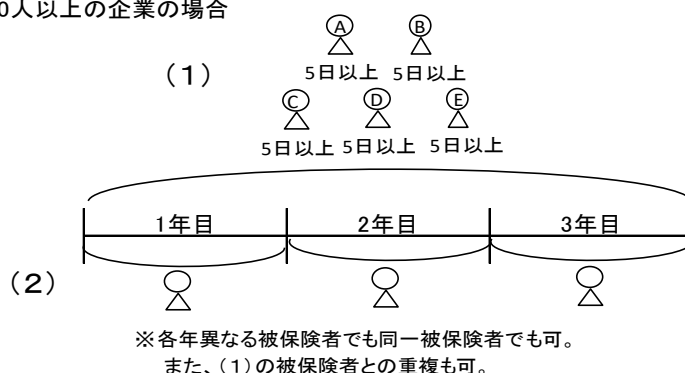 0人以上の企業の場合
A B
(1)
5日以上 5日以上
C D E
5日以上 5日以上 5日以上
1年目 2年目 3年目
(2)
※各年異なる被保険者でも同一被保険者でも可。
また、(1)の被保険者との重複も可。